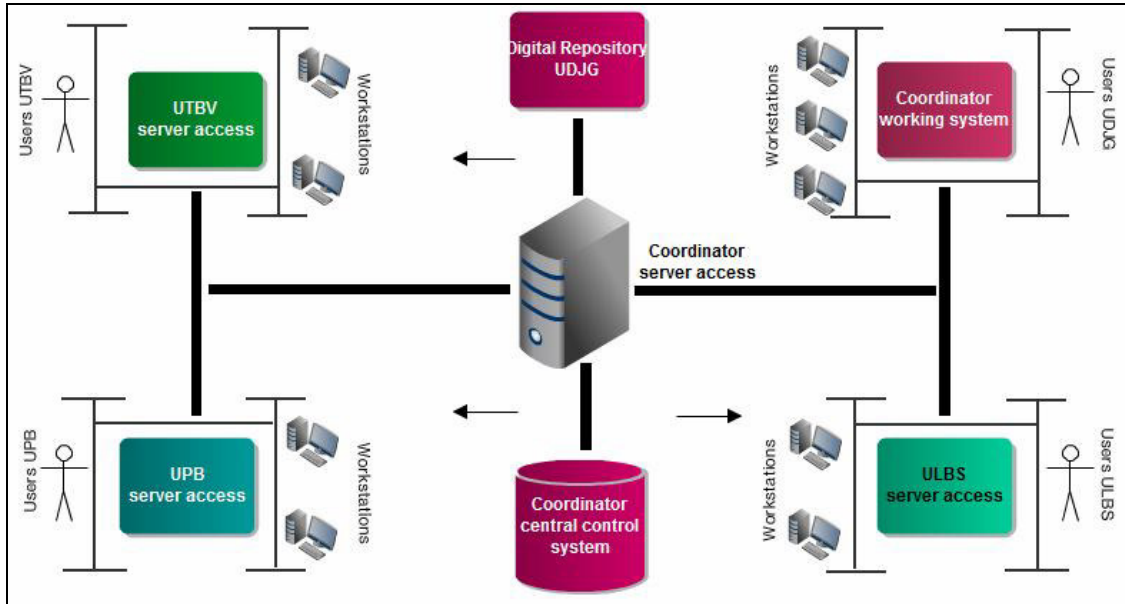 Users UTBV
UTBV
server access
Workstations
Digital Repository
UDJG
Workstations
Coordinator
working system
Users UDJG
Coordinator
server access
Users UPB
UPB
server access
Workstations
Coordinator
central control
system
Workstations
ULBS
server access
Users ULBS